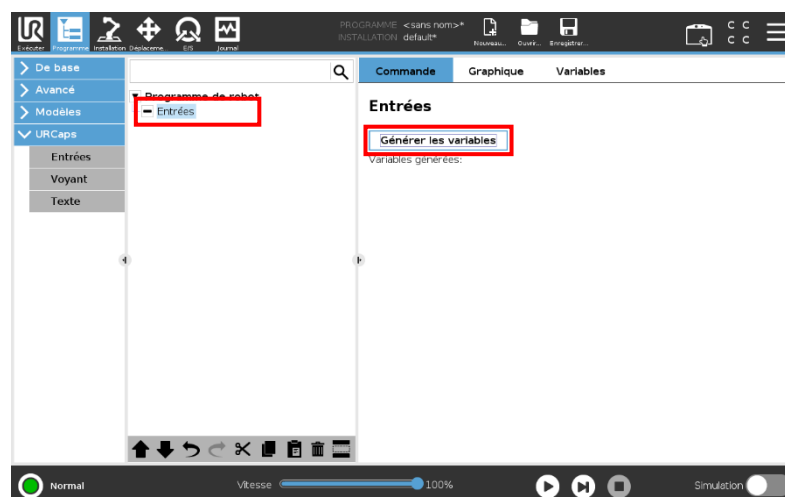 UR
PROGRAMME <sans nom>*
INSTALLATION default*
Exécuter Programme Installation Déplaceme... E/S Journal
Nouveau... Ouvrir... Enregistrer...
C C
C C
De base
Avancé
Modèles
URCaps
Entrées
Voyant
Texte
Programme de robot
Entrées
Commande Graphique Variables
Entrées
Générer les variables
Variables générées:
Normal
Vitesse 100%
Simulation